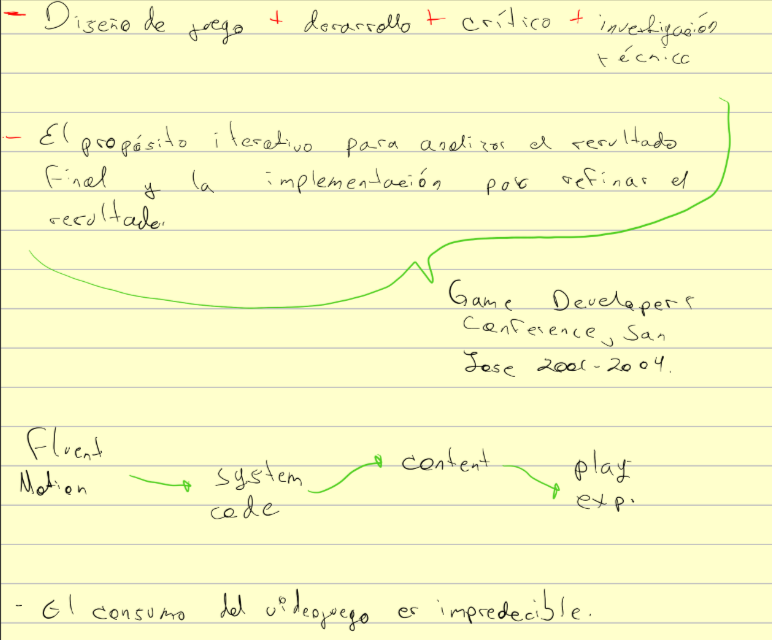 - Diseño de juego + desarrollo + crítico + investigación
técnica
- El propósito iterativo para analizar el resultado
final y la implementación por refinar el
resultado.
Game Developers
Conference, San
Jose 2001-2004.
Fluent
Motion
system
code
content
play
exp.
- El consumo del videojuego es impredecible.